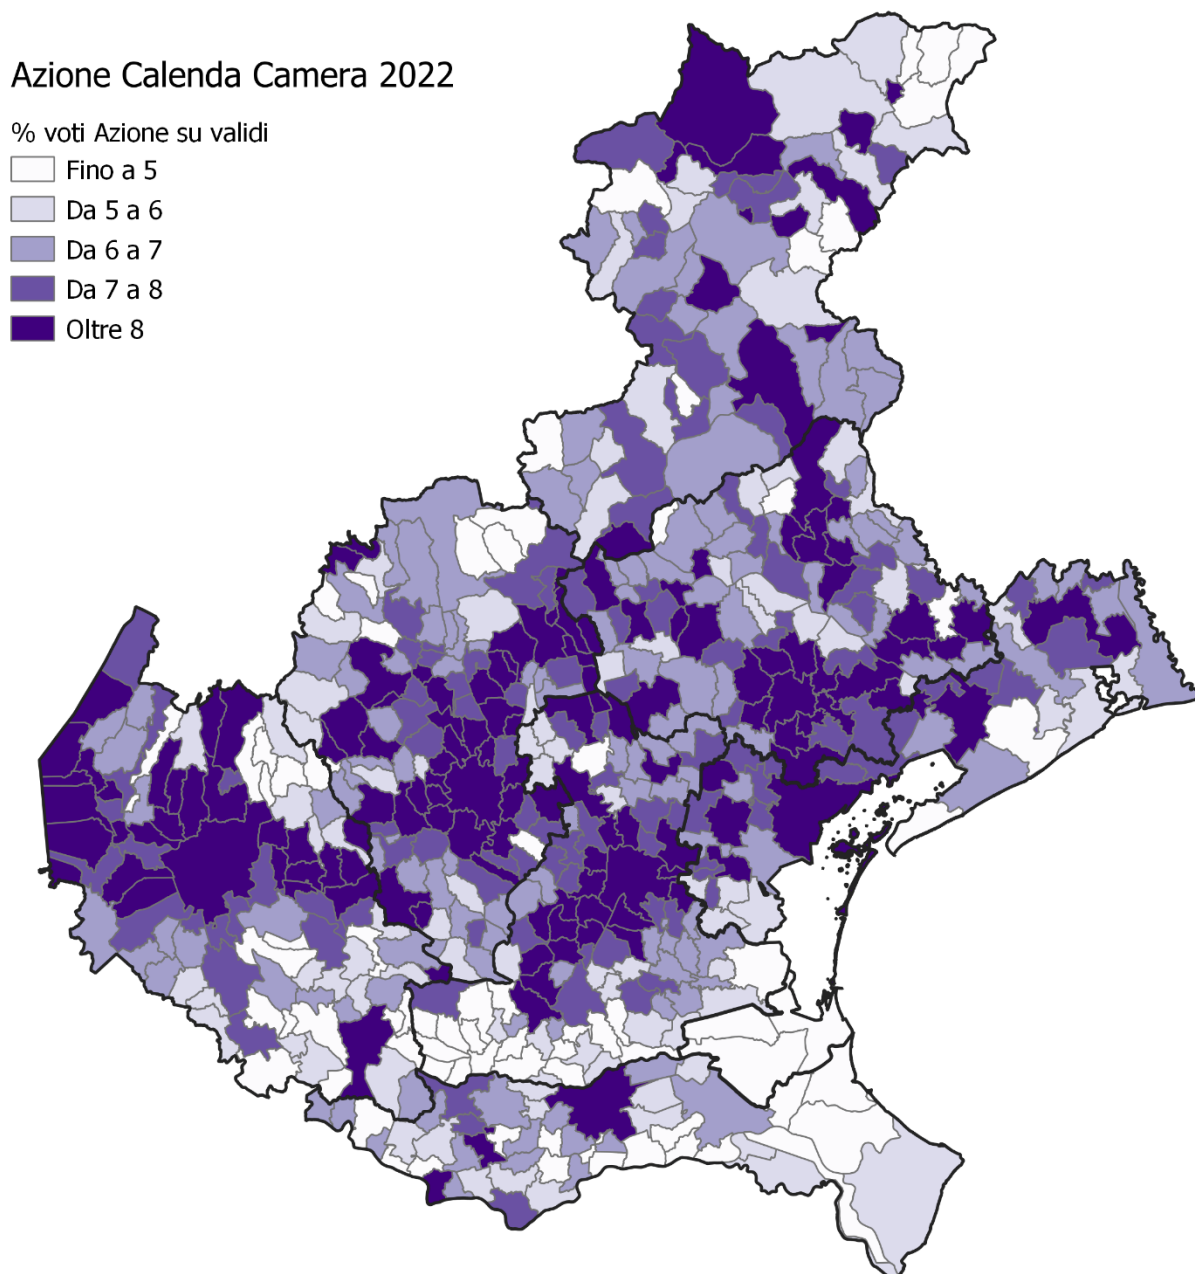 Azione Calenda Camera 2022
% voti Azione su validi
Fino a 5
Da 5 a 6
Da 6 a 7
Da 7 a 8
Oltre 8